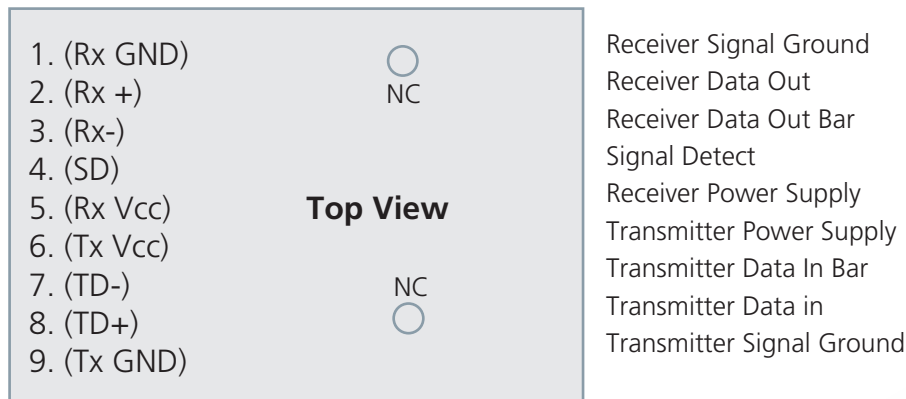 1. (Rx GND)
2. (Rx +)
NC
3. (Rx-)
4. (SD)
5. (Rx Vcc)
Top View
6. (Tx Vcc)
7. (TD-)
NC
8. (TD+)
9. (Tx GND)
Receiver Signal Ground
Receiver Data Out
Receiver Data Out Bar
Signal Detect
Receiver Power Supply
Transmitter Power Supply
Transmitter Data In Bar
Transmitter Data in
Transmitter Signal Ground